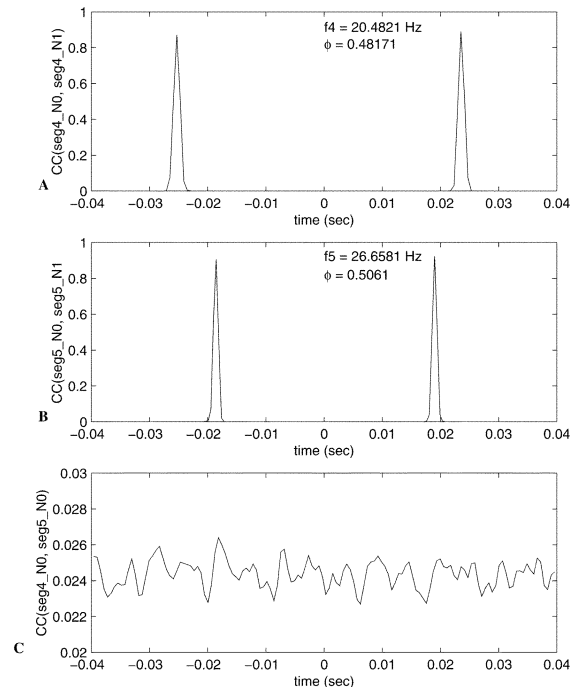 CC(seg4_N0, seg4_N1)
1
0.8
0.6
0.4
0.2
0
f4 = 20.4821 Hz
ϕ = 0.48171
A
−0.04 −0.03 −0.02 −0.01 0 0.01 0.02 0.03 0.04
time (sec)
CC(seg5_N0, seg5_N1
1
0.8
0.6
0.4
0.2
0
f5 = 26.6581 Hz
ϕ = 0.5061
B
−0.04 −0.03 −0.02 −0.01 0 0.01 0.02 0.03 0.04
time (sec)
CC(seg4_N0, seg5_N0)
0.03
0.028
0.026
0.024
0.022
0.02
C
−0.04 −0.03 −0.02 −0.01 0 0.01 0.02 0.03 0.04
time (sec)